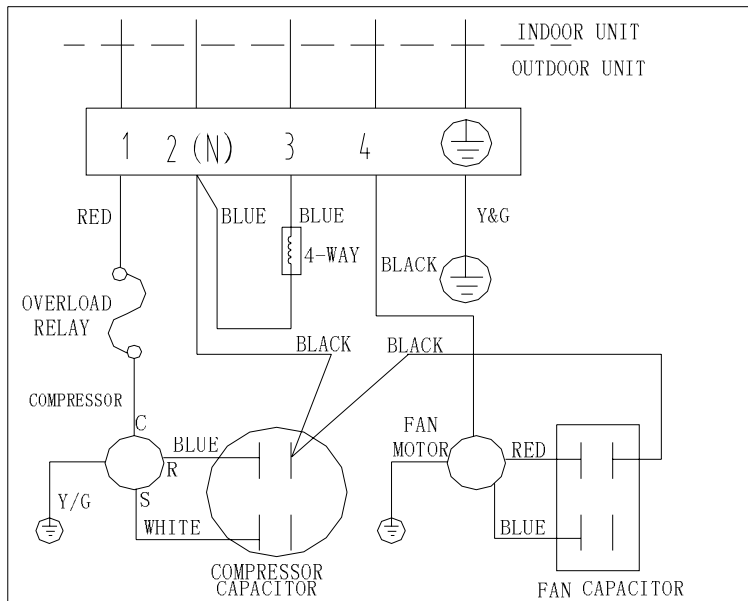 INDOOR UNIT
OUTDOOR UNIT
1 2 (N) 3 4
RED
BLUE
BLUE
Y&G
4-WAY
BLACK
OVERLOAD
RELAY
BLACK
BLACK
COMPRESSOR
C
BLUE
R
FAN
MOTOR
RED
Y/G
S
WHITE
BLUE
COMPRESSOR
CAPACITOR
FAN CAPACITOR